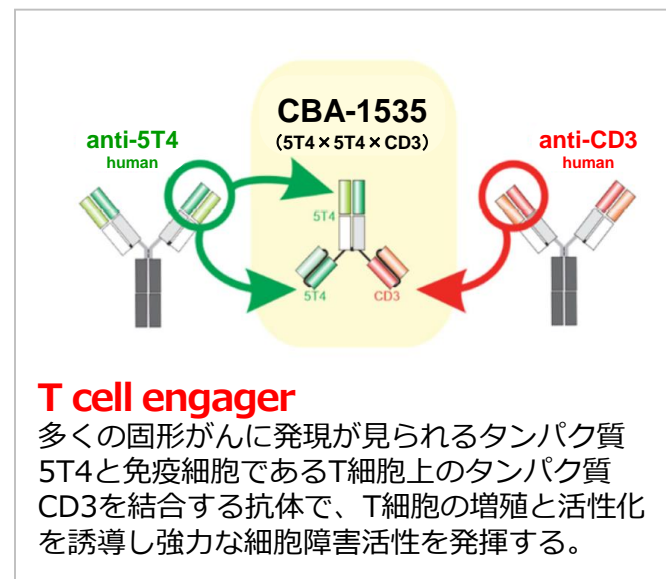 CBA-1535
（5T4×5T4×CD3）
anti-5T4
human
anti-CD3
human
5T4
5T4
CD3
T cell engager
多くの固形がんに発現が見られるタンパク質
5T4と免疫細胞であるT細胞上のタンパク質
CD3を結合する抗体で、T細胞の増殖と活性化
を誘導し強力な細胞障害活性を発揮する。